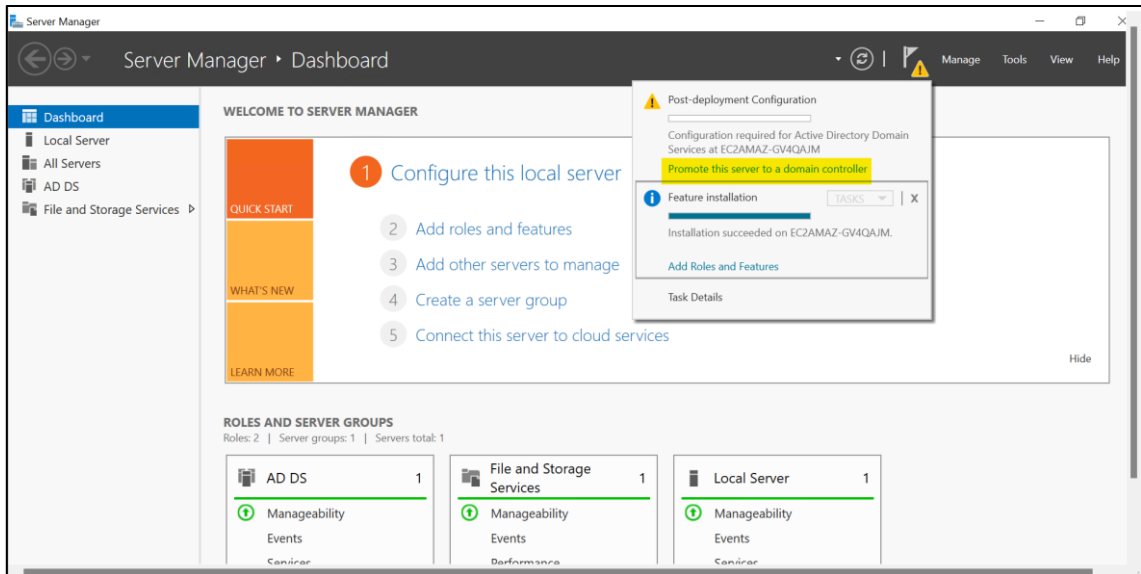 Server Manager
Server Manager ‣ Dashboard
Manage Tools View Help
Dashboard
Local Server
All Servers
AD DS
File and Storage Services
WELCOME TO SERVER MANAGER
QUICK START
WHAT'S NEW
LEARN MORE
1 Configure this local server
2 Add roles and features
3 Add other servers to manage
4 Create a server group
5 Connect this server to cloud services
Hide
Post-deployment Configuration
Configuration required for Active Directory Domain
Services at EC2AMAZ-GV4QAJM
Promote this server to a domain controller
Feature installation
TASKS
X
Installation succeeded on EC2AMAZ-GV4QAJM.
Add Roles and Features
Task Details
ROLES AND SERVER GROUPS
Roles: 2 | Server groups: 1 | Servers total: 1
AD DS 1
Manageability
Events
Services
File and Storage
Services 1
Manageability
Events
Performance
Local Server 1
Manageability
Events
Services